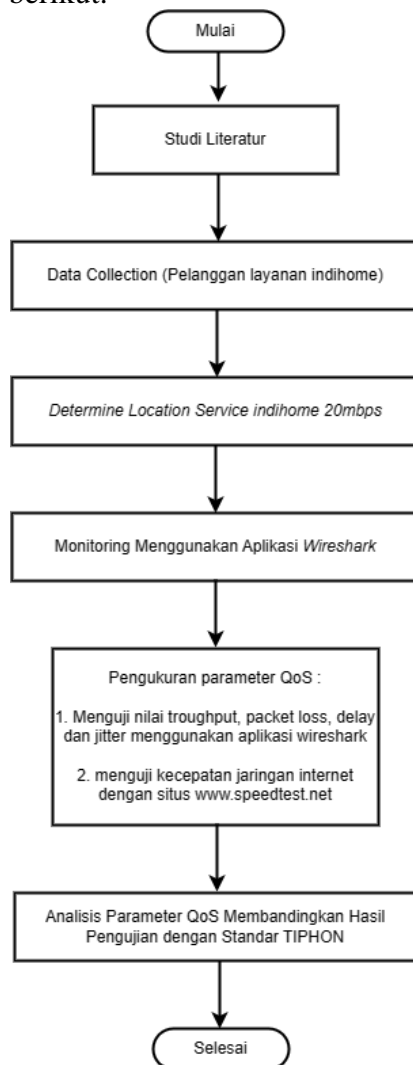 berikut.
Mulai
Studi Literatur
Data Collection (Pelanggan layanan indihome)
Determine Location Service indihome 20mbps
Monitoring Menggunakan Aplikasi Wireshark
Pengukuran parameter QoS :
1. Menguji nilai troughput, packet loss, delay
dan jitter menggunakan aplikasi wireshark
2. menguji kecepatan jaringan internet
dengan situs www.speedtest.net
Analisis Parameter QoS Membandingkan Hasil
Pengujian dengan Standar TIPHON
Selesai